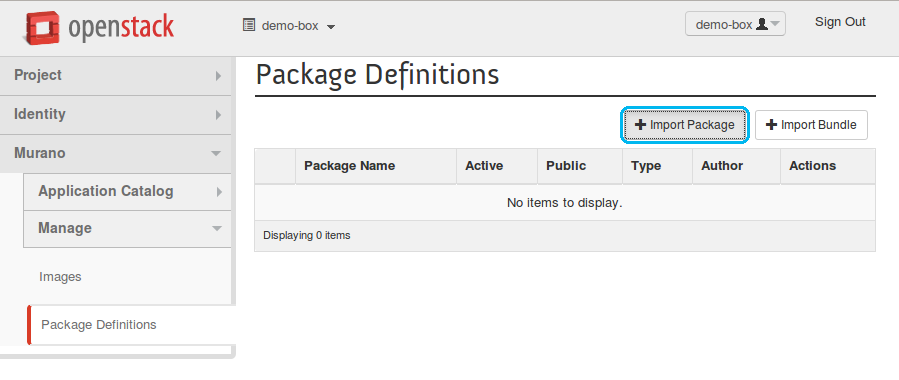 openstack
demo-box
demo-box
Sign Out
Project
Identity
Murano
Application Catalog
Manage
Images
Package Definitions
Package Definitions
Import Package
Import Bundle
Package Name Active Public Type Author Actions
No items to display.
Displaying 0 items